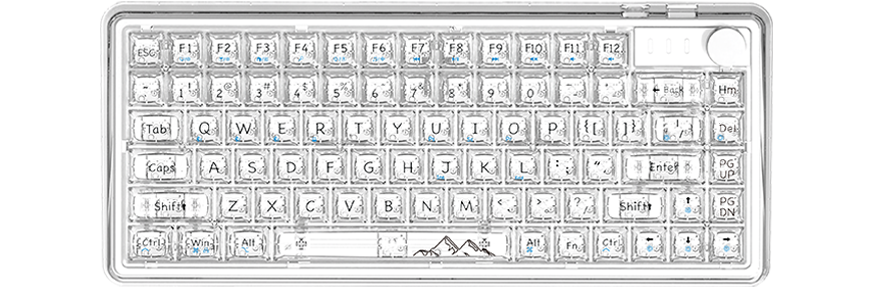 ESC F1 F2 F3 F4 F5 F6 F7 F8 F9 F10 F11 F12
~ ! 1 @ 2 # 3 $ 4 % 5 6 & 7 * 8 9 0 Back Hm
Tab Q W E R T Y U I O P { [ ] } \ Del
Caps A S D F G H J K L : ; " Enter PG UP
Shift Z X C V B N M < > ? / Shift ↑ PG DN
Ctrl Win Alt Alt Fn Ctr ← ↓ →